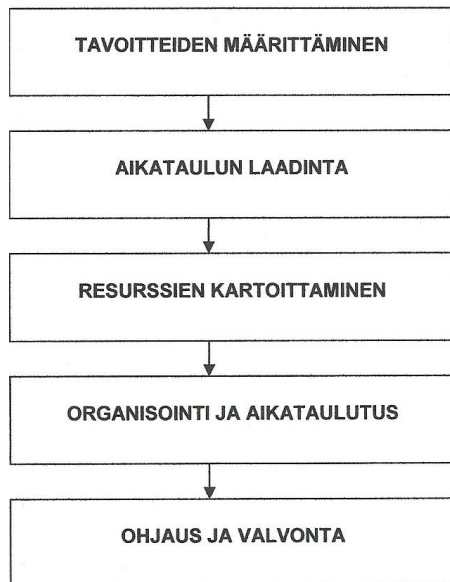 TAVOITTEIDEN MÄÄRITTÄMINEN
AIKATAULUN LAADINTA
RESURSSIEN KARTOITTAMINEN
ORGANISOINTI JA AIKATAULUTUS
OHJAUS JA VALVONTA